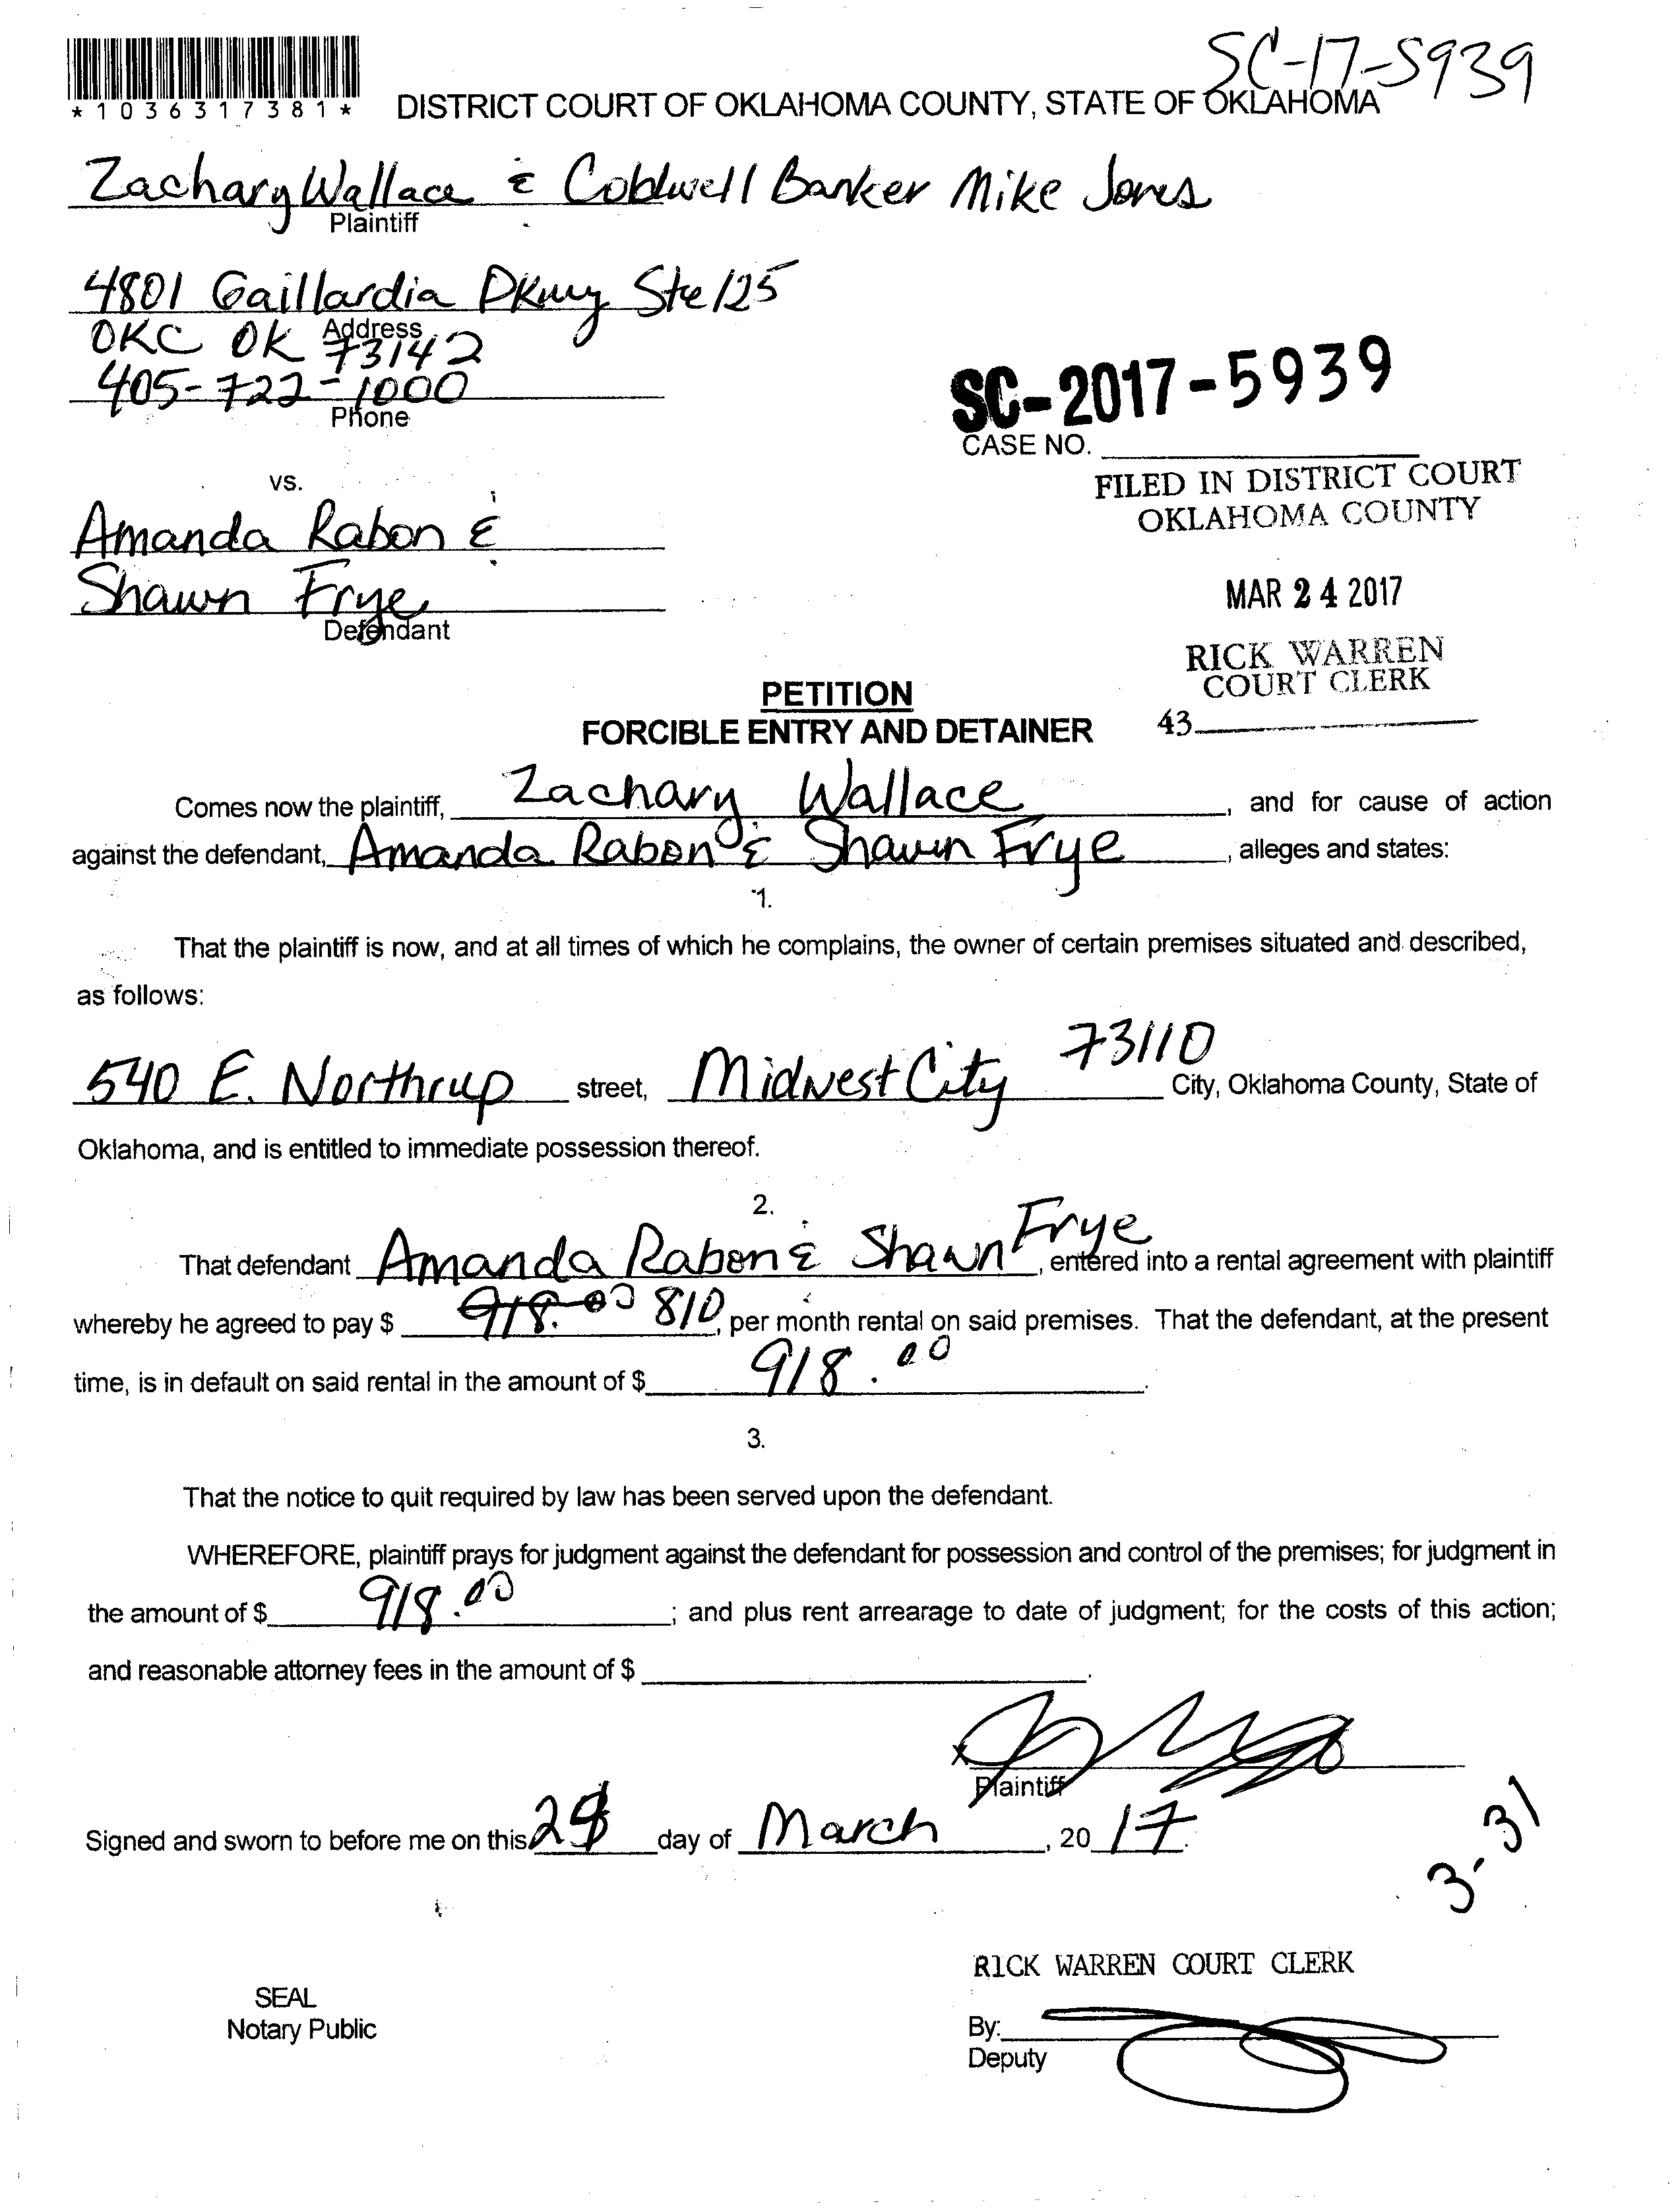 SC-17-5939
*1036317381*
DISTRICT COURT OF OKLAHOMA COUNTY, STATE OF OKLAHOMA
Zachary Wallace & Coldwell Banker Mike Jones
Plaintiff
4801 Gaillardia Pkwy Ste 125
Address
OKC OK 73142
405-722-1000
Phone
SC-2017-5939
CASE NO.
FILED IN DISTRICT COURT
OKLAHOMA COUNTY
vs.
Amanda Rabon &
Shawn Frye
Defendant
MAR 24 2017
RICK WARREN
COURT CLERK
43
PETITION
FORCIBLE ENTRY AND DETAINER
Comes now the plaintiff, Zachary Wallace, and for cause of action
against the defendant, Amanda Rabon & Shawn Frye, alleges and states:
1.
That the plaintiff is now, and at all times of which he complains, the owner of certain premises situated and described,
as follows:
540 E. Northrup street, Midwest City 73110 City, Oklahoma County, State of
Oklahoma, and is entitled to immediate possession thereof.
2.
That defendant Amanda Rabon & Shawn Frye, entered into a rental agreement with plaintiff
whereby he agreed to pay $ 918.00 810, per month rental on said premises. That the defendant, at the present
time, is in default on said rental in the amount of $ 918.00.
3.
That the notice to quit required by law has been served upon the defendant.
WHEREFORE, plaintiff prays for judgment against the defendant for possession and control of the premises; for judgment in
the amount of $ 918.00; and plus rent arrearage to date of judgment; for the costs of this action;
and reasonable attorney fees in the amount of $ .
x
Plaintiff
Signed and sworn to before me on this day of March, 20 17.
3-31
RICK WARREN COURT CLERK
SEAL
Notary Public
By:
Deputy